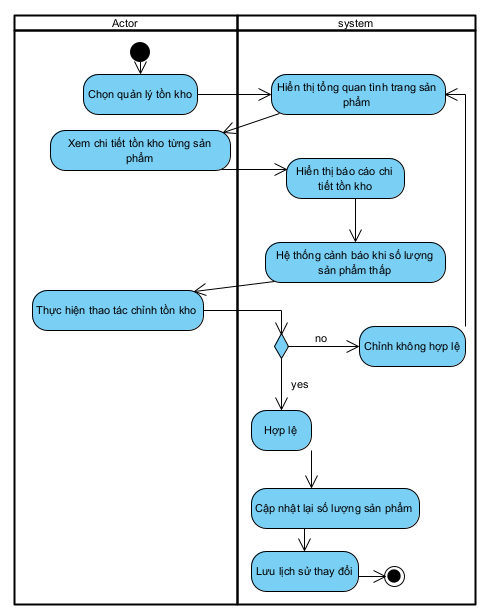 Actor
system
Chọn quản lý tồn kho
Hiển thị tổng quan tình trang sản
phẩm
Xem chi tiết tồn kho từng sản
phẩm
Hiển thị báo cáo chi
tiết tồn kho
Hệ thống cảnh báo khi số lượng
sản phẩm thấp
Thực hiện thao tác chỉnh tồn kho
no
Chỉnh không hợp lệ
yes
Hợp lệ
Cập nhật lại số lượng sản phẩm
Lưu lịch sử thay đổi